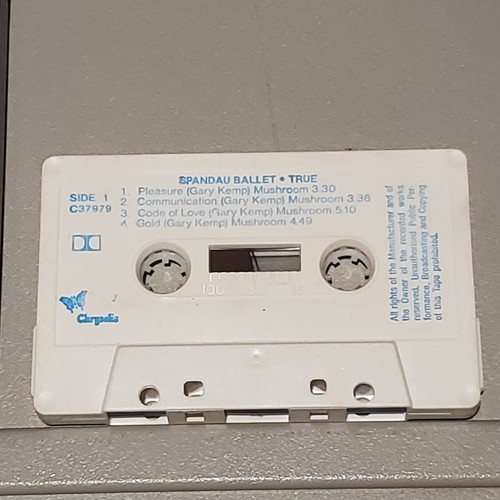 SPANDAU BALLET • TRUE
SIDE 1
C37979
1. Pleasure (Gary Kemp) Mushroom 3.30
2. Communication (Gary Kemp) Mushroom 3.36
3. Code of Love (Gary Kemp) Mushroom 5.10
4. Gold (Gary Kemp) Mushroom 4.49
100
Chrysalis
All rights of the Manufacturer and of
the Owner of the recorded works
reserved. Unauthorised Public Per-
formance, Broadcasting and Copying
of this Tape prohibited.